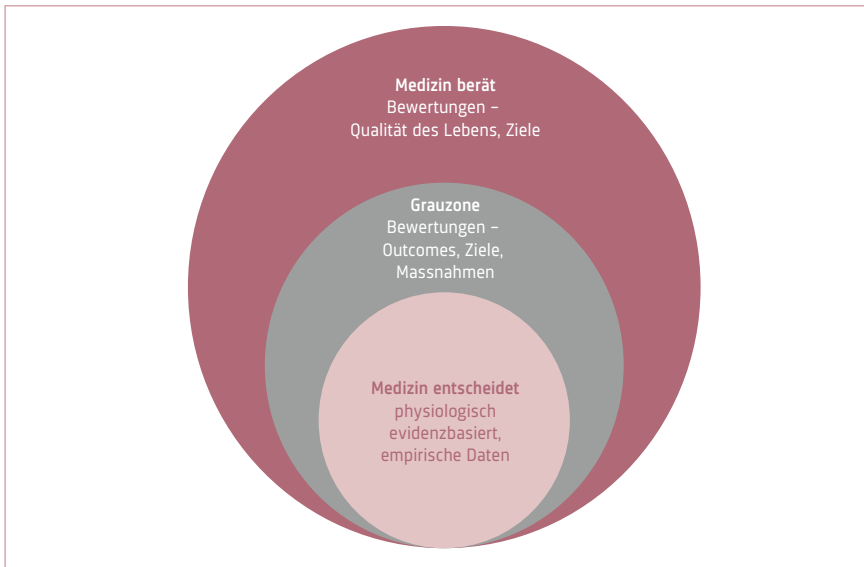 Medizin berät
Bewertungen –
Qualität des Lebens, Ziele
Grauzone
Bewertungen –
Outcomes, Ziele,
Massnahmen
Medizin entscheidet
physiologisch
evidenzbasiert,
empirische Daten